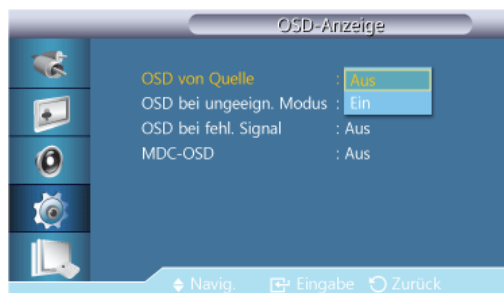 OSD-Anzeige
OSD von Quelle : Aus
OSD bei ungeeign. Modus : Ein
OSD bei fehl. Signal : Aus
MDC-OSD : Aus
Navig. Eingabe Zurück